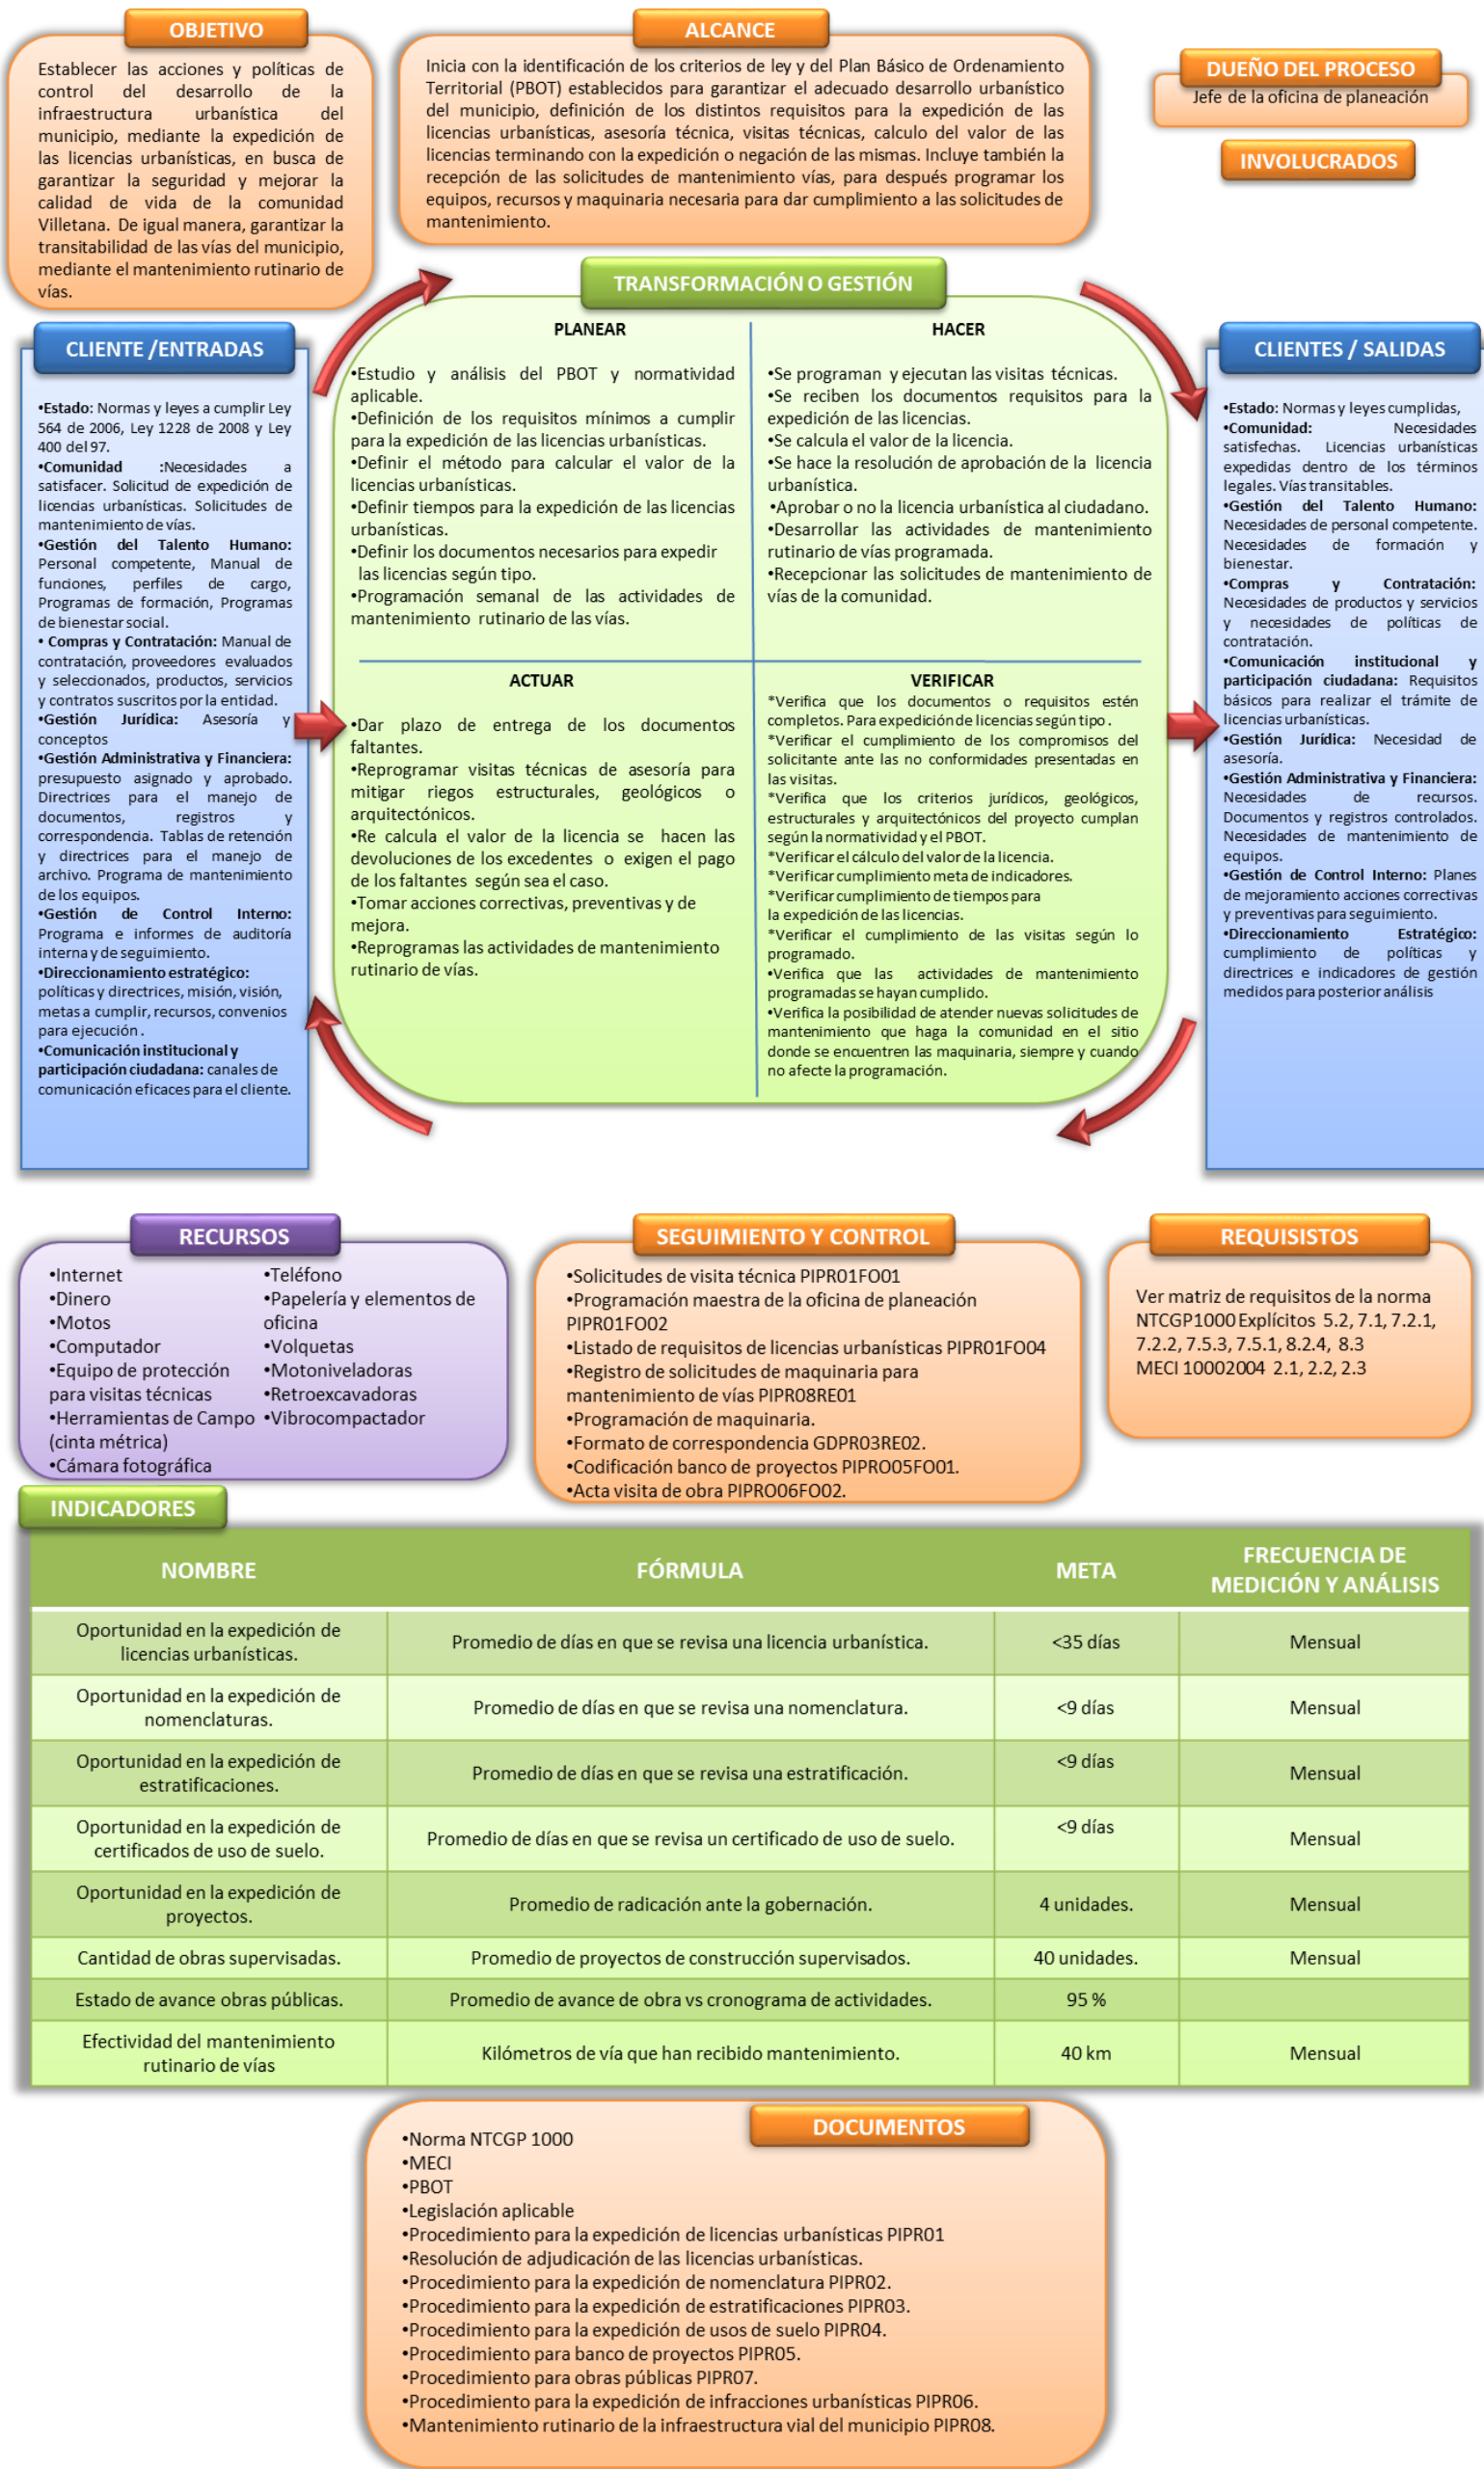 OBJETIVO
Establecer las acciones y políticas de
control del desarrollo de la
infraestructura urbanística del
municipio, mediante la expedición de
las licencias urbanísticas, en busca de
garantizar la seguridad y mejorar la
calidad de vida de la comunidad
Villetana. De igual manera, garantizar la
transitabilidad de las vías del municipio,
mediante el mantenimiento rutinario de
vías.
ALCANCE
Inicia con la identificación de los criterios de ley y del Plan Básico de Ordenamiento
Territorial (PBOT) establecidos para garantizar el adecuado desarrollo urbanístico
del municipio, definición de los distintos requisitos para la expedición de las
licencias urbanísticas, asesoría técnica, visitas técnicas, calculo del valor de las
licencias terminando con la expedición o negación de las mismas. Incluye también la
recepción de las solicitudes de mantenimiento vías, para después programar los
equipos, recursos y maquinaria necesaria para dar cumplimiento a las solicitudes de
mantenimiento.
DUEÑO DEL PROCESO
Jefe de la oficina de planeación
INVOLUCRADOS
CLIENTE /ENTRADAS
•Estado: Normas y leyes a cumplir Ley
564 de 2006, Ley 1228 de 2008 y Ley
400 del 97.
•Comunidad :Necesidades a
satisfacer. Solicitud de expedición de
licencias urbanísticas. Solicitudes de
mantenimiento de vías.
•Gestión del Talento Humano:
Personal competente, Manual de
funciones, perfiles de cargo,
Programas de formación, Programas
de bienestar social.
• Compras y Contratación: Manual de
contratación, proveedores evaluados
y seleccionados, productos, servicios
y contratos suscritos por la entidad.
•Gestión Jurídica: Asesoría y
conceptos
•Gestión Administrativa y Financiera:
presupuesto asignado y aprobado.
Directrices para el manejo de
documentos, registros y
correspondencia. Tablas de retención
y directrices para el manejo de
archivo. Programa de mantenimiento
de los equipos.
•Gestión de Control Interno:
Programa e informes de auditoría
interna y de seguimiento.
•Direccionamiento estratégico:
políticas y directrices, misión, visión,
metas a cumplir, recursos, convenios
para ejecución .
•Comunicación institucional y
participación ciudadana: canales de
comunicación eficaces para el cliente.
TRANSFORMACIÓN O GESTIÓN
PLANEAR
•Estudio y análisis del PBOT y normatividad
aplicable.
•Definición de los requisitos mínimos a cumplir
para la expedición de las licencias urbanísticas.
•Definir el método para calcular el valor de la
licencias urbanísticas.
•Definir tiempos para la expedición de las licencias
urbanísticas.
•Definir los documentos necesarios para expedir
las licencias según tipo.
•Programación semanal de las actividades de
mantenimiento rutinario de las vías.
HACER
•Se programan y ejecutan las visitas técnicas.
•Se reciben los documentos requisitos para la
expedición de las licencias.
•Se calcula el valor de la licencia.
•Se hace la resolución de aprobación de la licencia
urbanística.
•Aprobar o no la licencia urbanística al ciudadano.
•Desarrollar las actividades de mantenimiento
rutinario de vías programada.
•Recepcionar las solicitudes de mantenimiento de
vías de la comunidad.
ACTUAR
•Dar plazo de entrega de los documentos
faltantes.
•Reprogramar visitas técnicas de asesoría para
mitigar riegos estructurales, geológicos o
arquitectónicos.
•Re calcula el valor de la licencia se hacen las
devoluciones de los excedentes o exigen el pago
de los faltantes según sea el caso.
•Tomar acciones correctivas, preventivas y de
mejora.
•Reprogramas las actividades de mantenimiento
rutinario de vías.
VERIFICAR
*Verifica que los documentos o requisitos estén
completos. Para expedición de licencias según tipo .
*Verificar el cumplimiento de los compromisos del
solicitante ante las no conformidades presentadas en
las visitas.
*Verifica que los criterios jurídicos, geológicos,
estructurales y arquitectónicos del proyecto cumplan
según la normatividad y el PBOT.
*Verificar el cálculo del valor de la licencia.
*Verificar cumplimiento meta de indicadores.
*Verificar cumplimiento de tiempos para
la expedición de las licencias.
*Verificar el cumplimiento de las visitas según lo
programado.
•Verifica que las actividades de mantenimiento
programadas se hayan cumplido.
•Verifica la posibilidad de atender nuevas solicitudes de
mantenimiento que haga la comunidad en el sitio
donde se encuentren las maquinaria, siempre y cuando
no afecte la programación.
CLIENTES / SALIDAS
•Estado: Normas y leyes cumplidas,
•Comunidad: Necesidades
satisfechas. Licencias urbanísticas
expedidas dentro de los términos
legales. Vías transitables.
•Gestión del Talento Humano:
Necesidades de personal competente.
Necesidades de formación y
bienestar.
•Compras y Contratación:
Necesidades de productos y servicios
y necesidades de políticas de
contratación.
•Comunicación institucional y
participación ciudadana: Requisitos
básicos para realizar el trámite de
licencias urbanísticas.
•Gestión Jurídica: Necesidad de
asesoría.
•Gestión Administrativa y Financiera:
Necesidades de recursos.
Documentos y registros controlados.
Necesidades de mantenimiento de
equipos.
•Gestión de Control Interno: Planes
de mejoramiento acciones correctivas
y preventivas para seguimiento.
•Direccionamiento Estratégico:
cumplimiento de políticas y
directrices e indicadores de gestión
medidos para posterior análisis
RECURSOS
•Internet
•Dinero
•Motos
•Computador
•Equipo de protección
para visitas técnicas
•Herramientas de Campo
(cinta métrica)
•Cámara fotográfica
•Teléfono
•Papelería y elementos de
oficina
•Volquetas
•Motoniveladoras
•Retroexcavadoras
•Vibrocompactador
SEGUIMIENTO Y CONTROL
•Solicitudes de visita técnica PIPR01FO01
•Programación maestra de la oficina de planeación
PIPR01FO02
•Listado de requisitos de licencias urbanísticas PIPR01FO04
•Registro de solicitudes de maquinaria para
mantenimiento de vías PIPR08RE01
•Programación de maquinaria.
•Formato de correspondencia GDPR03RE02.
•Codificación banco de proyectos PIPRO05FO01.
•Acta visita de obra PIPRO06FO02.
REQUISISTOS
Ver matriz de requisitos de la norma
NTCGP1000 Explícitos 5.2, 7.1, 7.2.1,
7.2.2, 7.5.3, 7.5.1, 8.2.4, 8.3
MECI 10002004 2.1, 2.2, 2.3
INDICADORES
NOMBRE FÓRMULA META FRECUENCIA DE
MEDICIÓN Y ANÁLISIS
Oportunidad en la expedición de
licencias urbanísticas. Promedio de días en que se revisa una licencia urbanística. <35 días Mensual
Oportunidad en la expedición de
nomenclaturas. Promedio de días en que se revisa una nomenclatura. <9 días Mensual
Oportunidad en la expedición de
estratificaciones. Promedio de días en que se revisa una estratificación. <9 días Mensual
Oportunidad en la expedición de
certificados de uso de suelo. Promedio de días en que se revisa un certificado de uso de suelo. <9 días Mensual
Oportunidad en la expedición de
proyectos. Promedio de radicación ante la gobernación. 4 unidades. Mensual
Cantidad de obras supervisadas. Promedio de proyectos de construcción supervisados. 40 unidades. Mensual
Estado de avance obras públicas. Promedio de avance de obra vs cronograma de actividades. 95 %
Efectividad del mantenimiento
rutinario de vías Kilómetros de vía que han recibido mantenimiento. 40 km Mensual
DOCUMENTOS
•Norma NTCGP 1000
•MECI
•PBOT
•Legislación aplicable
•Procedimiento para la expedición de licencias urbanísticas PIPR01
•Resolución de adjudicación de las licencias urbanísticas.
•Procedimiento para la expedición de nomenclatura PIPR02.
•Procedimiento para la expedición de estratificaciones PIPR03.
•Procedimiento para la expedición de usos de suelo PIPR04.
•Procedimiento para banco de proyectos PIPR05.
•Procedimiento para obras públicas PIPR07.
•Procedimiento para la expedición de infracciones urbanísticas PIPR06.
•Mantenimiento rutinario de la infraestructura vial del municipio PIPR08.